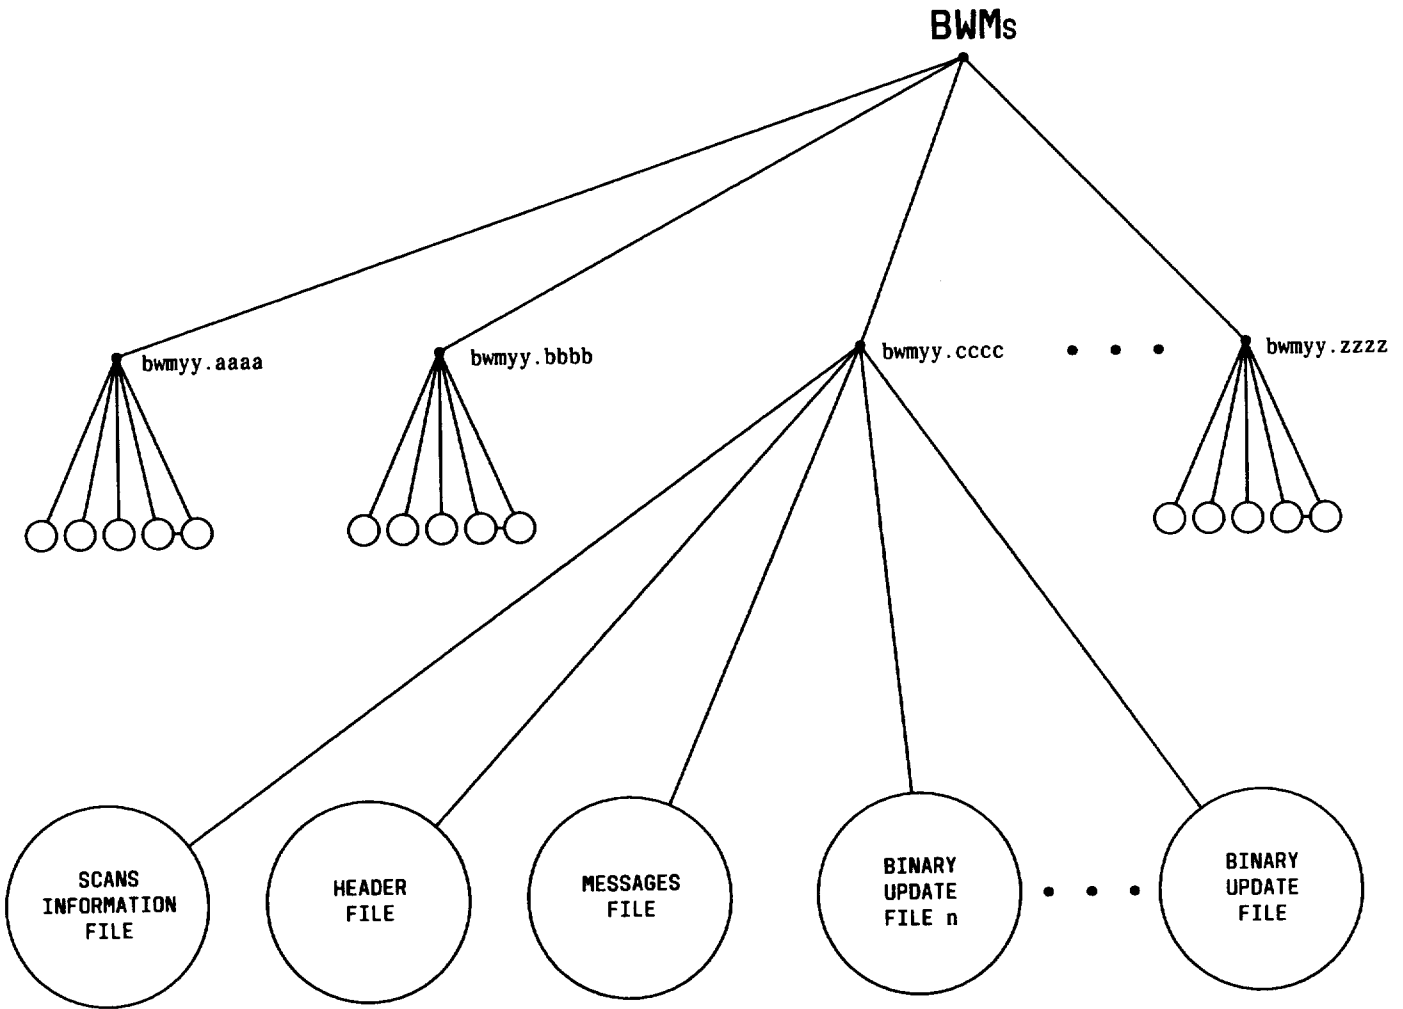 BWMs
bwmyy.aaaa
bwmyy.bbbb
bwmyy.cccc
bwmyy.zzzz
SCANS
INFORMATION
FILE
HEADER
FILE
MESSAGES
FILE
BINARY
UPDATE
FILE n
BINARY
UPDATE
FILE